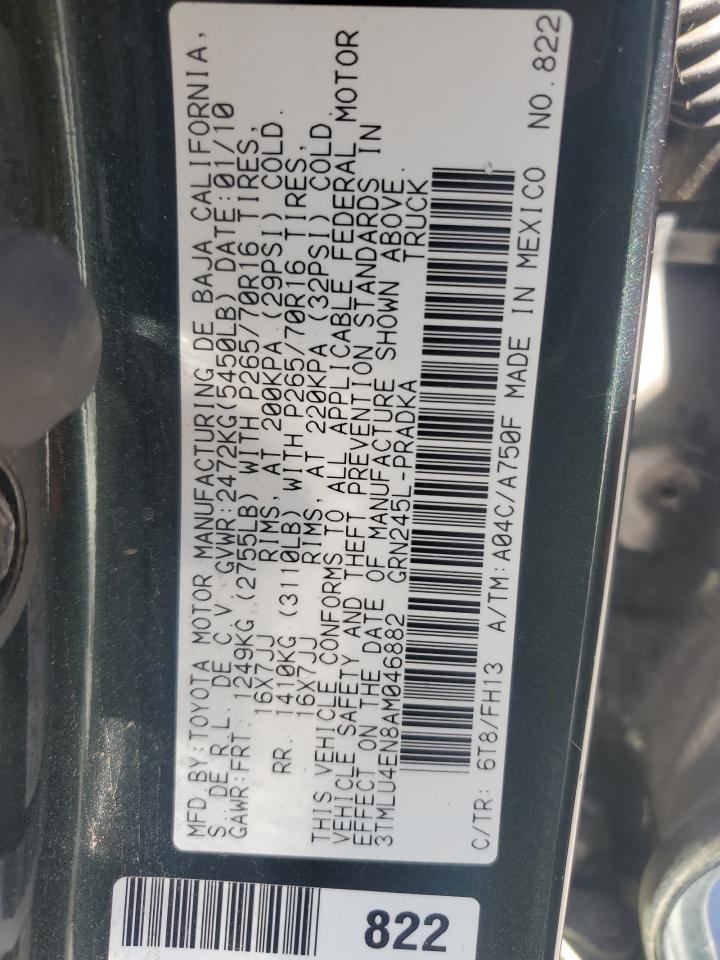 MFD BY:TOYOTA MOTOR MANUFACTURING DE BAJA CALIFORNIA,
S. DE R.L. DE C.V. GVWR:2472KG(5450LB) DATE:01/10
GAWR:FRT. 1249KG (2755LB) WITH P265/70R16 TIRES,
16X7JJ RIMS, AT 200KPA (29PSI) COLD.
RR. 1410KG (3110LB) WITH P265/70R16 TIRES,
16X7JJ RIMS, AT 220KPA (32PSI) COLD.
THIS VEHICLE CONFORMS TO ALL APPLICABLE FEDERAL MOTOR
VEHICLE SAFETY AND THEFT PREVENTION STANDARDS IN
EFFECT ON THE DATE OF MANUFACTURE SHOWN ABOVE.
3TMLU4EN8AM046882 GRN245L-PRADKA TRUCK
C/TR: 6T8/FH13 A/TM:A04C/A750F MADE IN MEXICO NO.822
822